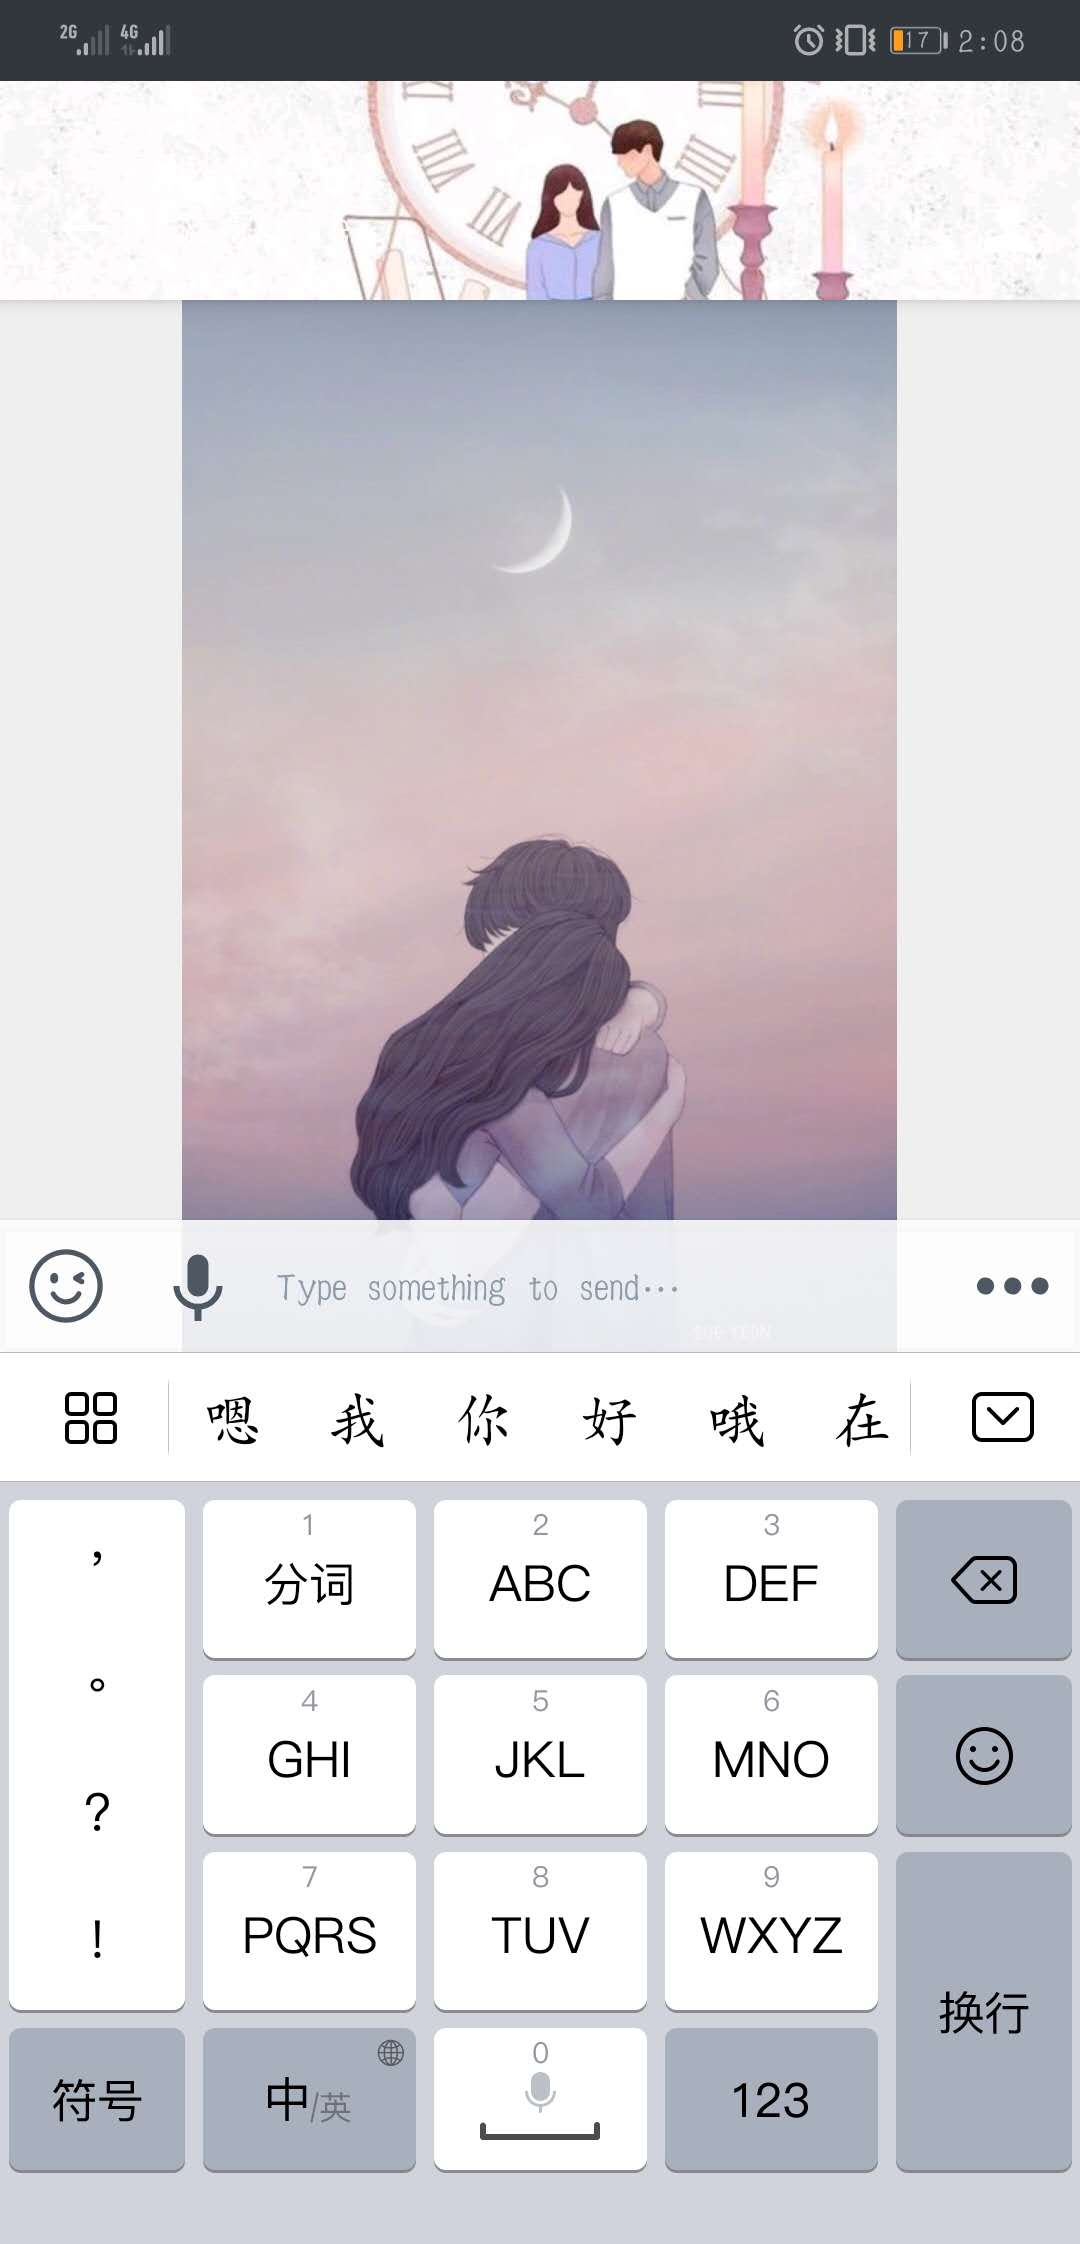 2G 4G 17 2:08
Type something to send…
SUE YEON
嗯 我 你 好 哦 在
1 2 3
， 分词 ABC DEF
。
4 5 6
GHI JKL MNO
?
7 8 9
! PQRS TUV WXYZ
换行
0
符号 中/英 123